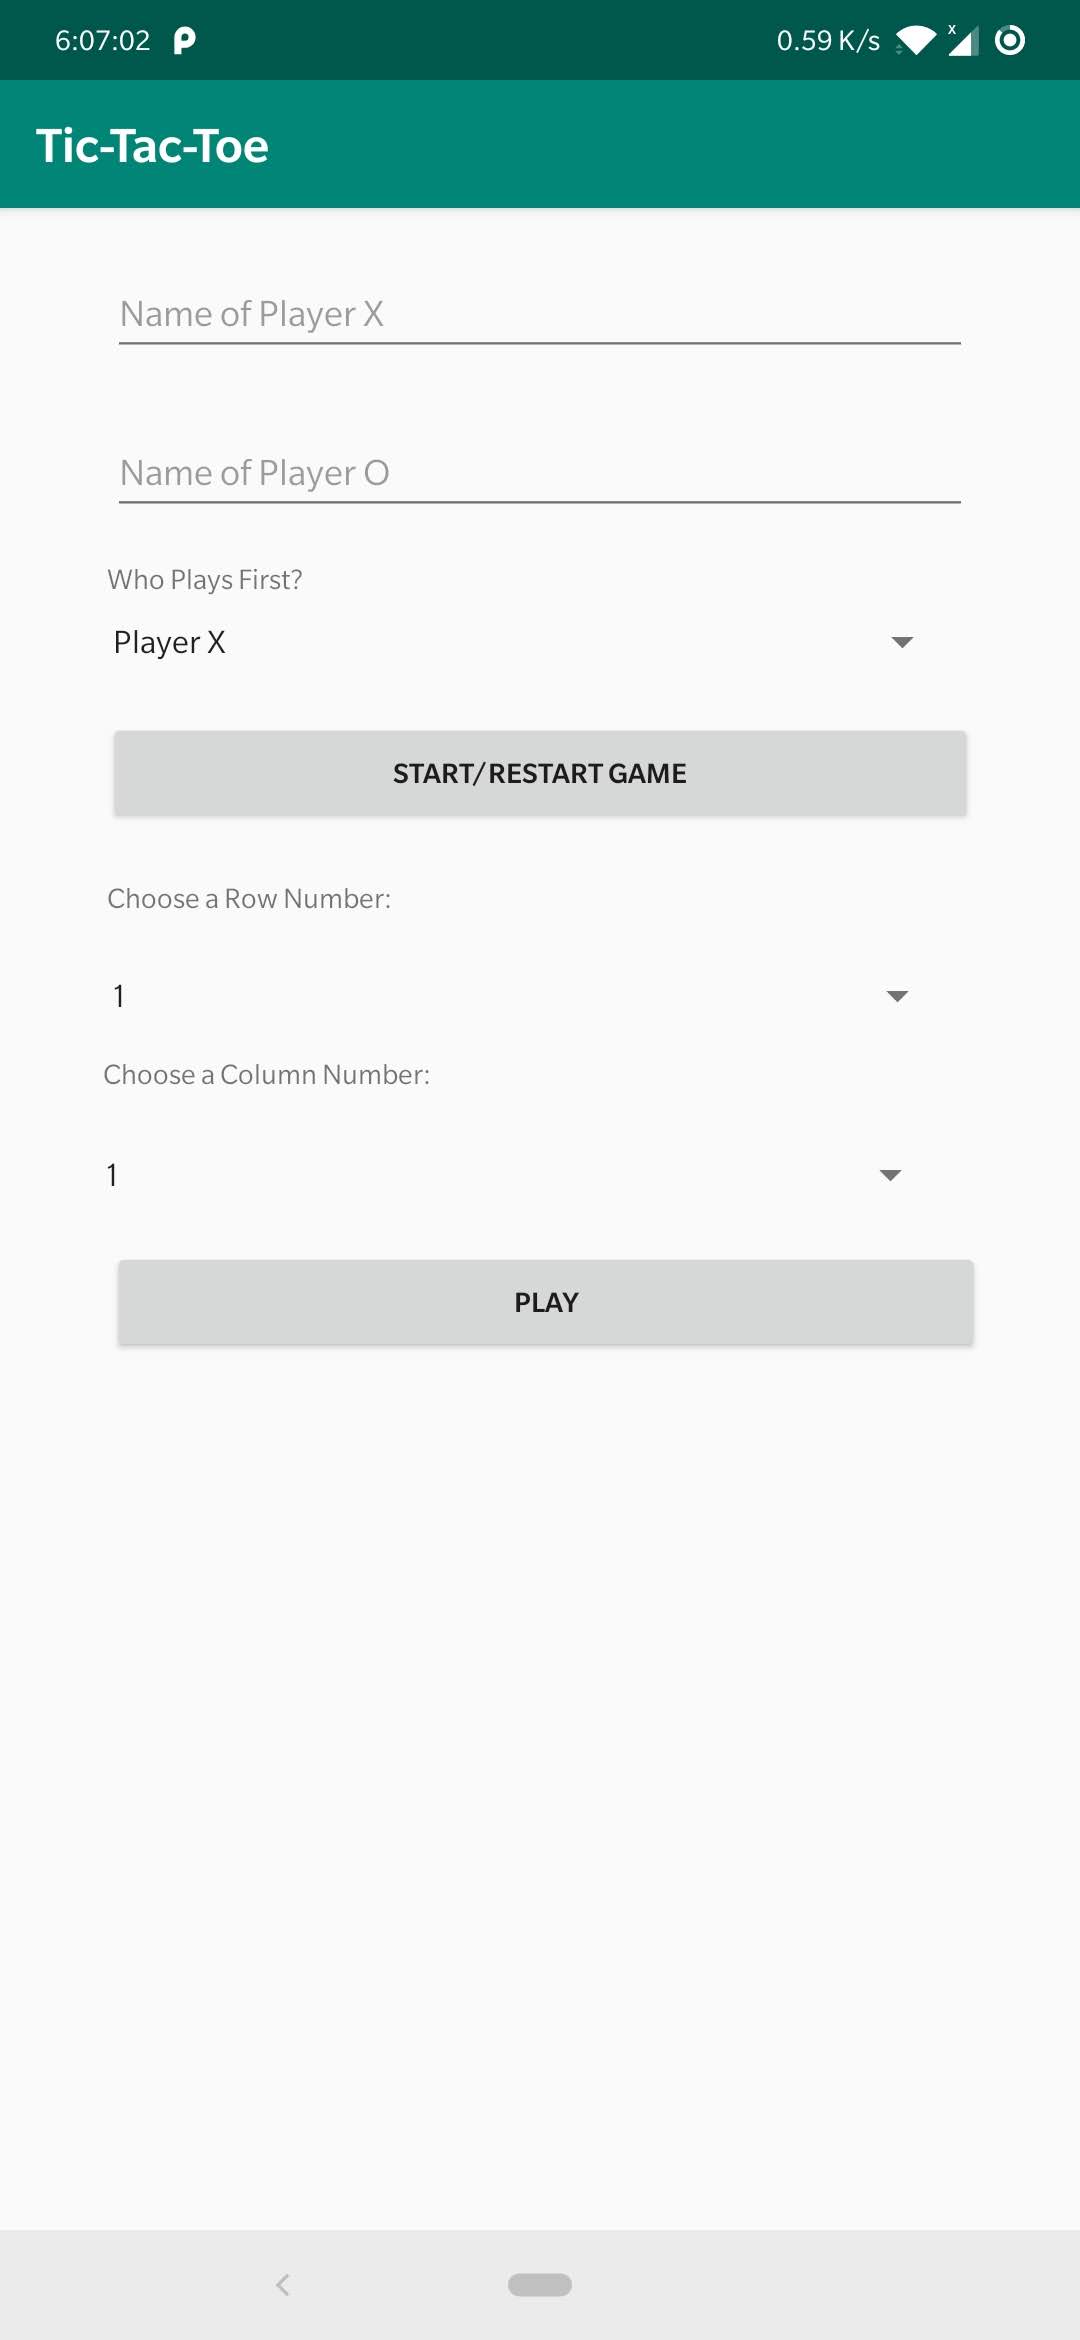 6:07:02 0.59 K/s
Tic-Tac-Toe
Name of Player X
Name of Player O
Who Plays First?
Player X
START/RESTART GAME
Choose a Row Number:
1
Choose a Column Number:
1
PLAY